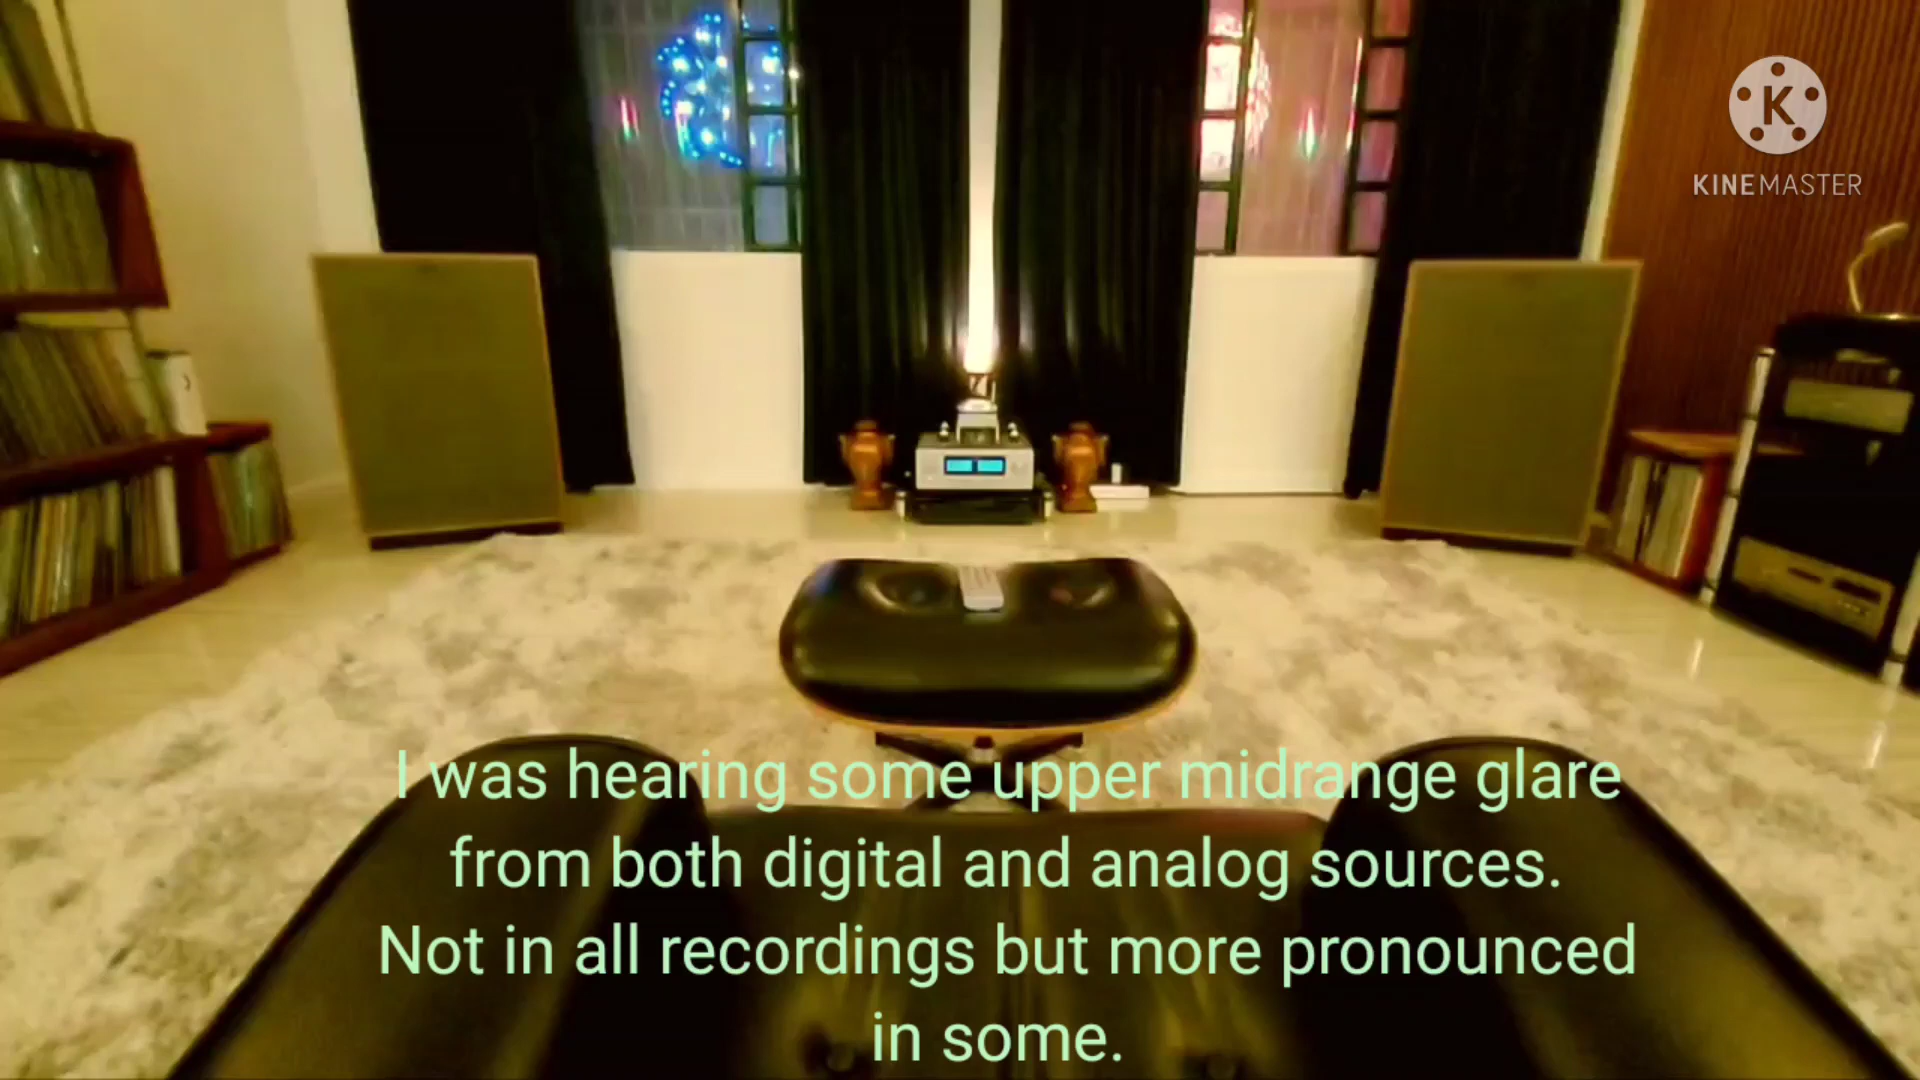 K
KINEMASTER
I was hearing some upper midrange glare
from both digital and analog sources.
Not in all recordings but more pronounced
in some.